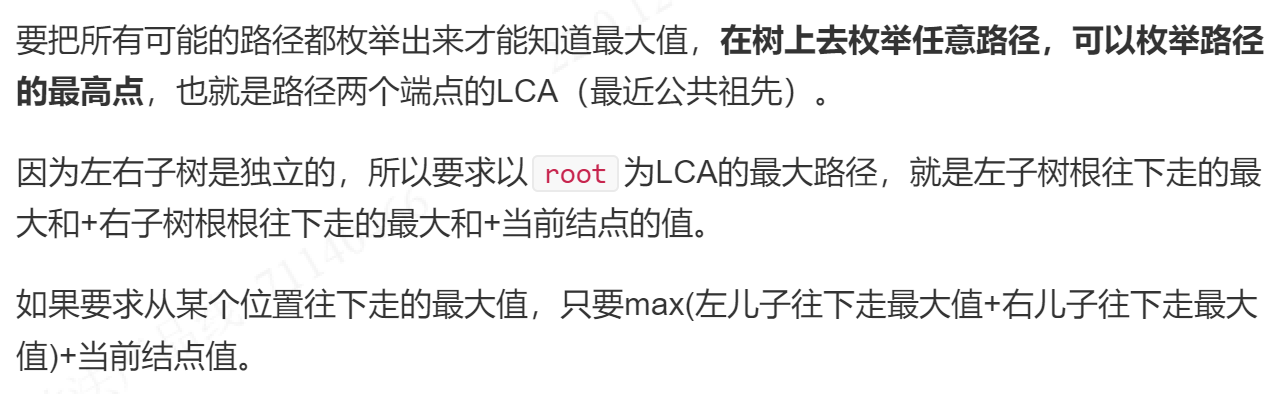 要把所有可能的路径都枚举出来才能知道最大值，在树上去枚举任意路径，可以枚举路径
的最高点，也就是路径两个端点的LCA（最近公共祖先）。
因为左右子树是独立的，所以要求以 root 为LCA的最大路径，就是左子树根往下走的最
大和+右子树根根往下走的最大和+当前结点的值。
如果要求从某个位置往下走的最大值，只要max(左儿子往下走最大值+右儿子往下走最大
值)+当前结点值。